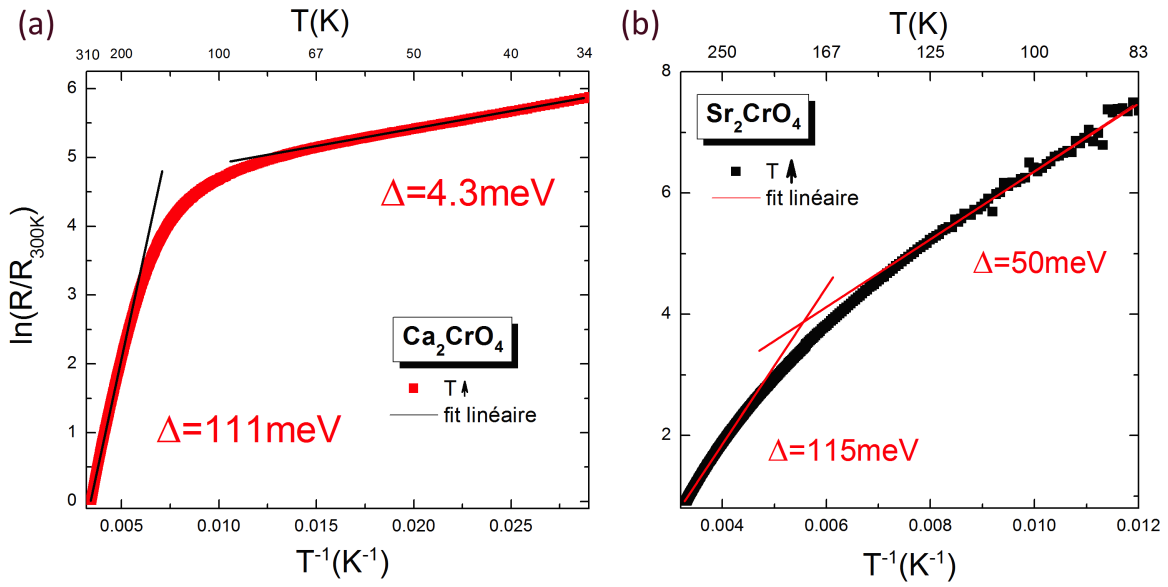 (a)
T(K)
310 200 100 67 50 40 34
6
5
4
3
2
1
0
ln(R/R300K)
Δ=4.3meV
Ca2CrO4
T
fit linéaire
Δ=111meV
0.005 0.010 0.015 0.020 0.025
T-1(K-1)
(b)
T(K)
250 167 125 100 83
8
6
4
2
Sr2CrO4
T
fit linéaire
Δ=50meV
Δ=115meV
0.004 0.006 0.008 0.010 0.012
T-1(K-1)